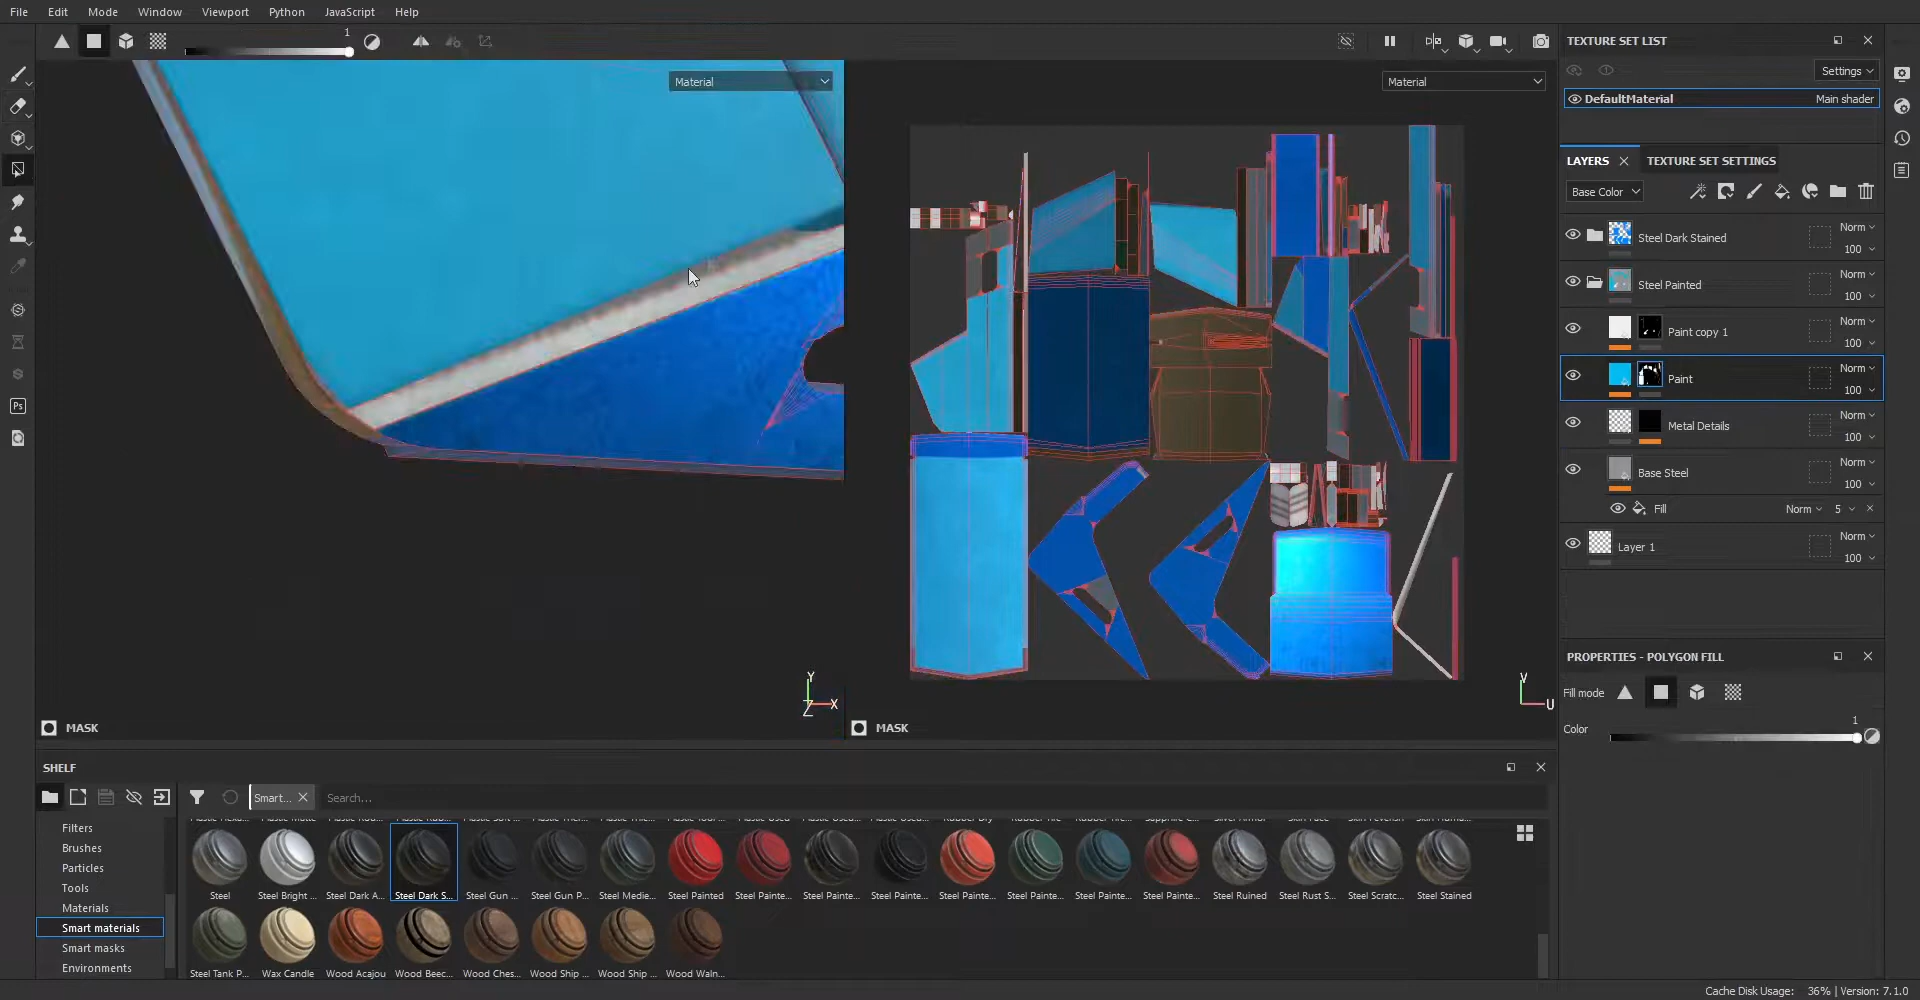 File Edit Mode Window Viewport Python JavaScript Help
1
TEXTURE SET LIST
Settings
DefaultMaterial Main shader
Material
Material
LAYERS TEXTURE SET SETTINGS
Base Color
Steel Dark Stained Norm 100
Steel Painted Norm 100
Paint copy 1 Norm 100
Paint Norm 100
Metal Details Norm 100
Base Steel Norm 100
Fill Norm 5
Layer 1 Norm 100
PROPERTIES - POLYGON FILL
Fill mode
Color 1
Ps
Y
X
Z
V
U
MASK
MASK
SHELF
Smart... Search...
Filters
Brushes
Particles
Tools
Materials
Smart materials
Smart masks
Environments
Steel Steel Bright ... Steel Dark A... Steel Dark S... Steel Gun ... Steel Gun P... Steel Medie... Steel Painted Steel Painte... Steel Painte... Steel Painte... Steel Painte... Steel Painte... Steel Painte... Steel Painte... Steel Ruined Steel Rust S... Steel Scratc... Steel Stained
Steel Tank P... Wax Candle Wood Acajou Wood Beec... Wood Ches... Wood Ship ... Wood Ship ... Wood Waln...
Cache Disk Usage: 36% | Version: 7.1.0